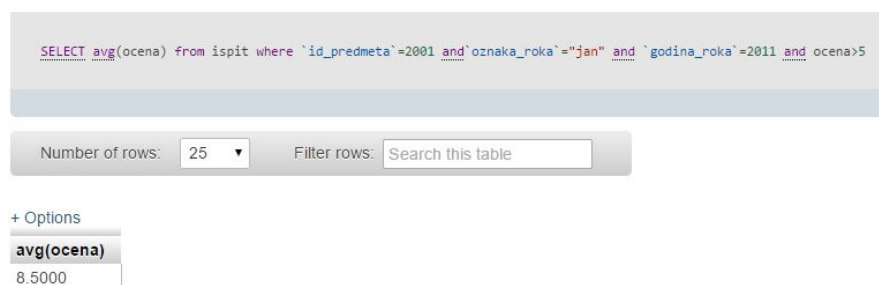 SELECT avg(ocena) from ispit where `id_predmeta`=2001 and`oznaka_roka`="jan" and `godina_roka`=2011 and ocena>5
Number of rows: 25 Filter rows: Search this table
+ Options
avg(ocena)
8.5000